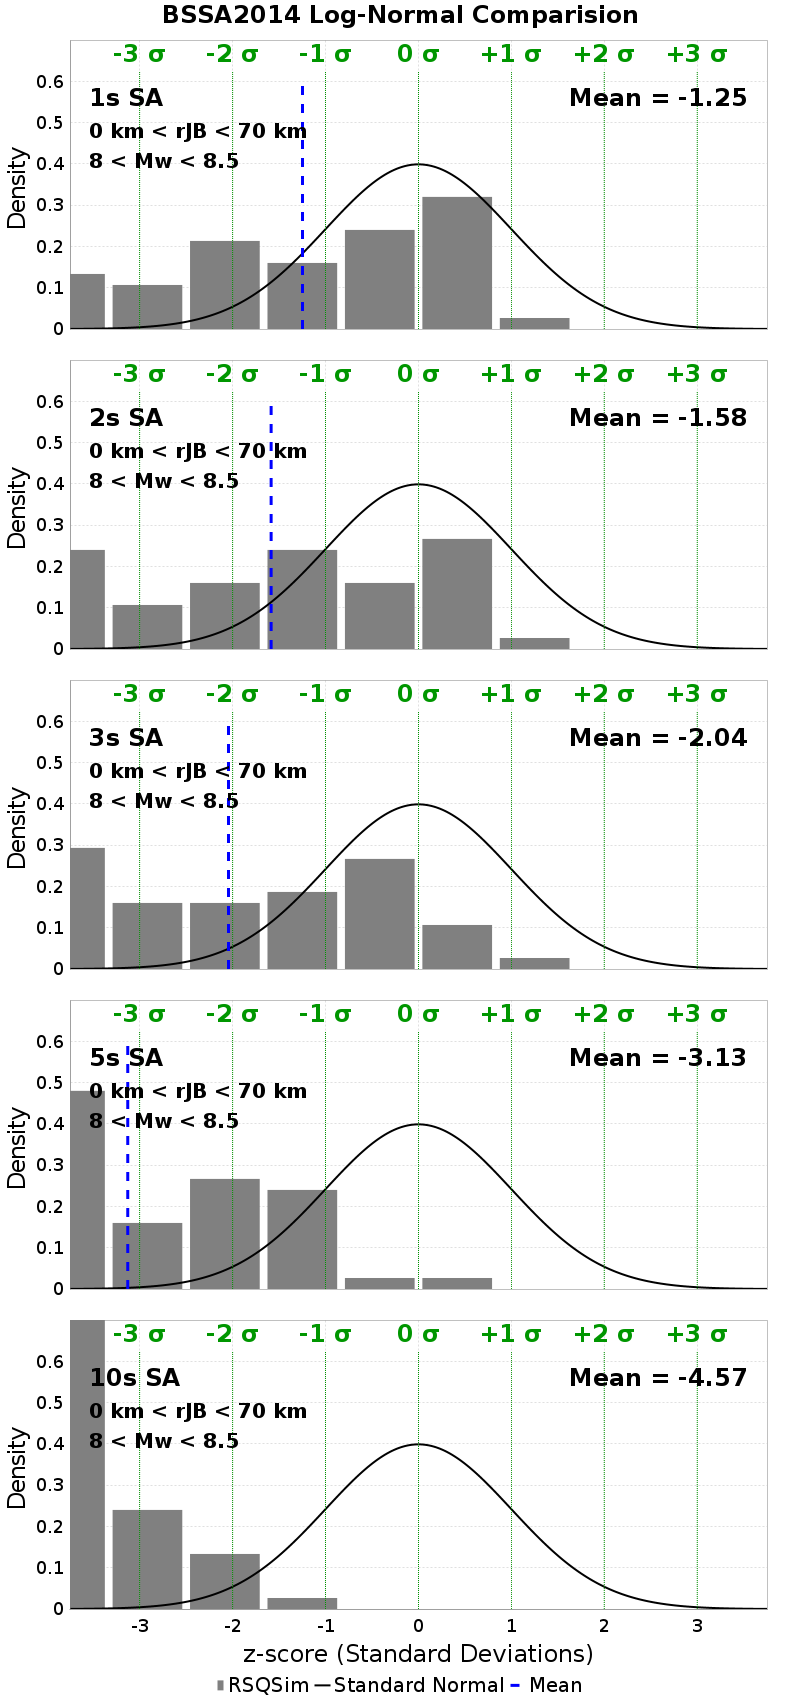 BSSA2014 Log-Normal Comparision
-3 σ -2 σ -1 σ 0 σ +1 σ +2 σ +3 σ
1s SA Mean = -1.25
0 km < rJB < 70 km
8 < Mw < 8.5
Density
0.6
0.5
0.4
0.3
0.2
0.1
0
-3 σ -2 σ -1 σ 0 σ +1 σ +2 σ +3 σ
2s SA Mean = -1.58
0 km < rJB < 70 km
8 < Mw < 8.5
Density
0.6
0.5
0.4
0.3
0.2
0.1
0
-3 σ -2 σ -1 σ 0 σ +1 σ +2 σ +3 σ
3s SA Mean = -2.04
0 km < rJB < 70 km
8 < Mw < 8.5
Density
0.6
0.5
0.4
0.3
0.2
0.1
0
-3 σ -2 σ -1 σ 0 σ +1 σ +2 σ +3 σ
5s SA Mean = -3.13
0 km < rJB < 70 km
8 < Mw < 8.5
Density
0.6
0.5
0.4
0.3
0.2
0.1
0
-3 σ -2 σ -1 σ 0 σ +1 σ +2 σ +3 σ
10s SA Mean = -4.57
0 km < rJB < 70 km
8 < Mw < 8.5
Density
0.6
0.5
0.4
0.3
0.2
0.1
0
-3 -2 -1 0 1 2 3
z-score (Standard Deviations)
RSQSim Standard Normal Mean